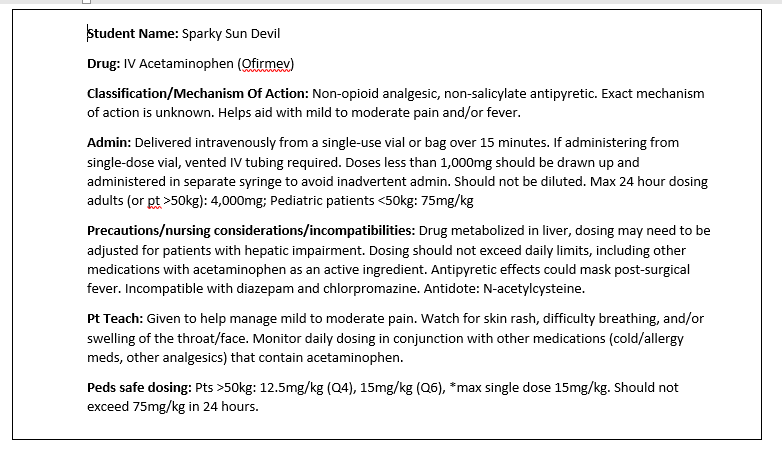 Student Name: Sparky Sun Devil
Drug: IV Acetaminophen (Ofirmev)
Classification/Mechanism Of Action: Non-opioid analgesic, non-salicylate antipyretic. Exact mechanism
of action is unknown. Helps aid with mild to moderate pain and/or fever.
Admin: Delivered intravenously from a single-use vial or bag over 15 minutes. If administering from
single-dose vial, vented IV tubing required. Doses less than 1,000mg should be drawn up and
administered in separate syringe to avoid inadvertent admin. Should not be diluted. Max 24 hour dosing
adults (or pt >50kg): 4,000mg; Pediatric patients <50kg: 75mg/kg
Precautions/nursing considerations/incompatibilities: Drug metabolized in liver, dosing may need to be
adjusted for patients with hepatic impairment. Dosing should not exceed daily limits, including other
medications with acetaminophen as an active ingredient. Antipyretic effects could mask post-surgical
fever. Incompatible with diazepam and chlorpromazine. Antidote: N-acetylcysteine.
Pt Teach: Given to help manage mild to moderate pain. Watch for skin rash, difficulty breathing, and/or
swelling of the throat/face. Monitor daily dosing in conjunction with other medications (cold/allergy
meds, other analgesics) that contain acetaminophen.
Peds safe dosing: Pts >50kg: 12.5mg/kg (Q4), 15mg/kg (Q6), *max single dose 15mg/kg. Should not
exceed 75mg/kg in 24 hours.